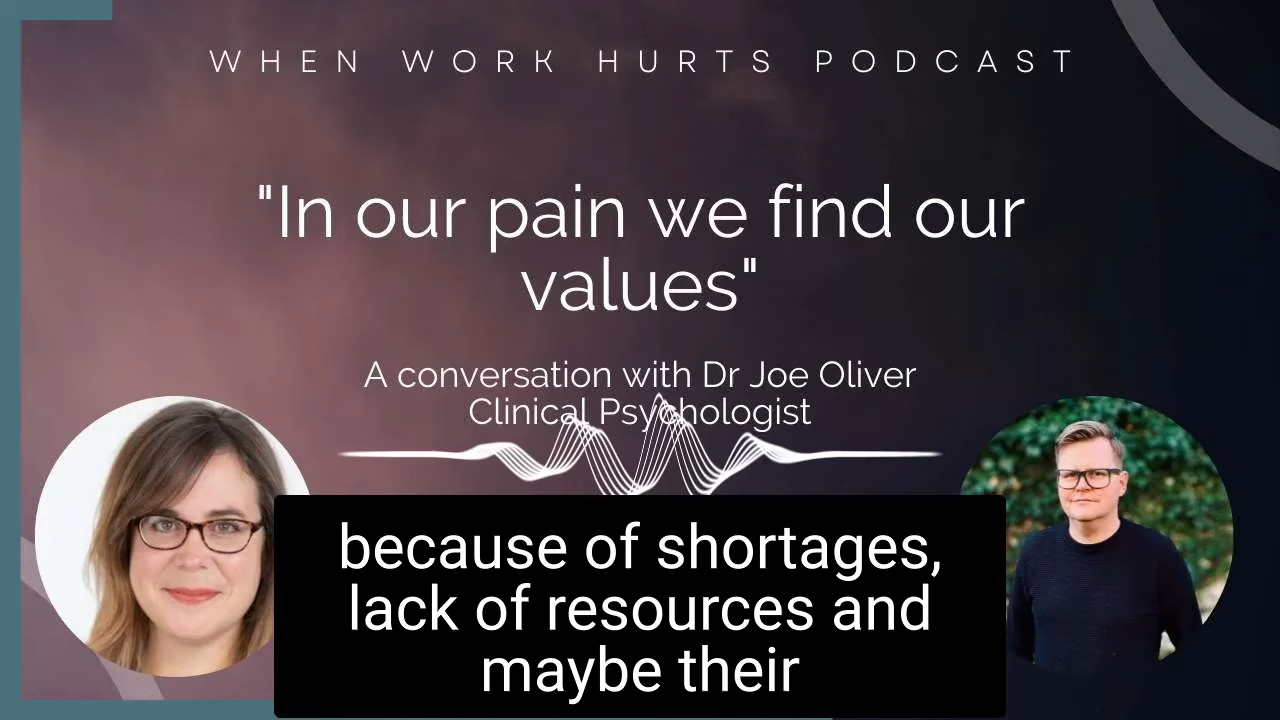 WHEN WORK HURTS PODCAST
"In our pain we find our
values"
A conversation with Dr Joe Oliver
Clinical Psychologist
because of shortages,
lack of resources and
maybe their